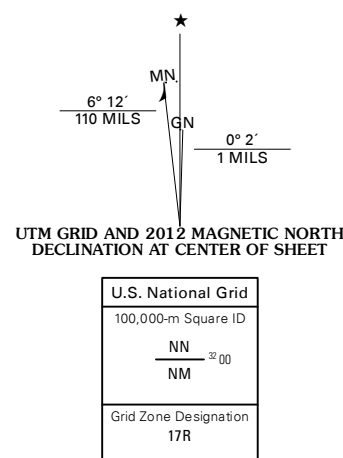 ★
MN
6° 12´
110 MILS
GN
0° 2´
1 MILS
UTM GRID AND 2012 MAGNETIC NORTH
DECLINATION AT CENTER OF SHEET
U.S. National Grid
100,000-m Square ID
NN
32 00
NM
Grid Zone Designation
17R